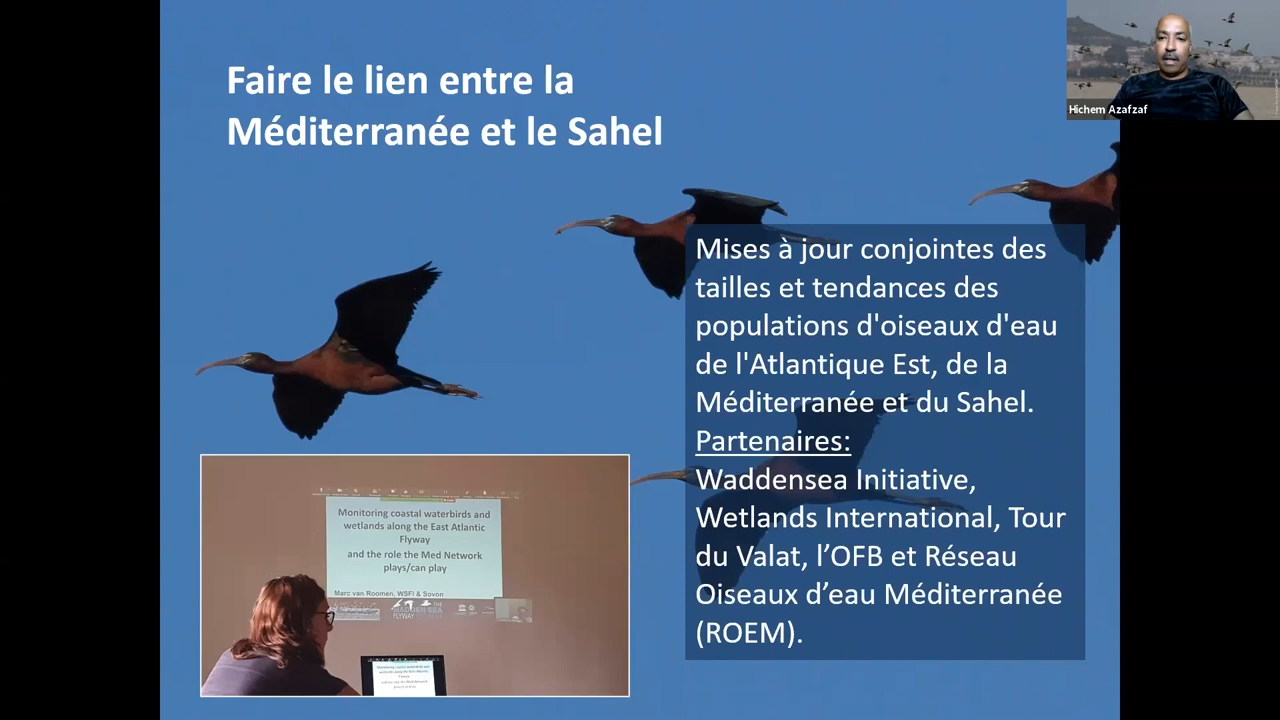 Faire le lien entre la
Méditerranée et le Sahel
Hichem Azafzaf
Mises à jour conjointes des
tailles et tendances des
populations d'oiseaux d'eau
de l'Atlantique Est, de la
Méditerranée et du Sahel.
Partenaires:
Waddensea Initiative,
Wetlands International, Tour
du Valat, l’OFB et Réseau
Oiseaux d’eau Méditerranée
(ROEM).
Monitoring coastal waterbirds and
wetlands along the East Atlantic
Flyway
and the role the Med Network
plays/can play
Marc van Roomen, WSFI & Sovon